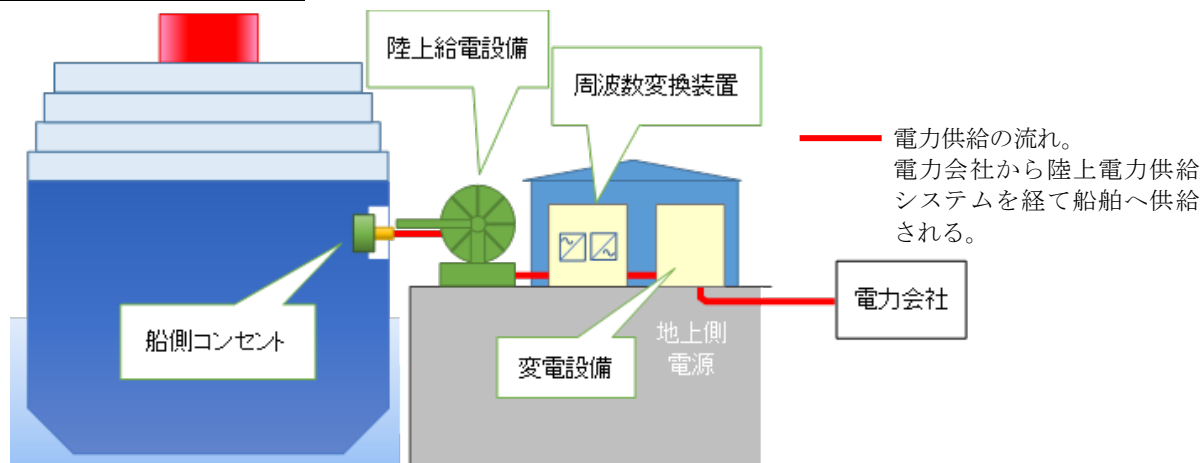 陸上給電設備
周波数変換装置
電力供給の流れ。
電力会社から陸上電力供給
システムを経て船舶へ供給
される。
電力会社
船側コンセント
変電設備
地上側
電源